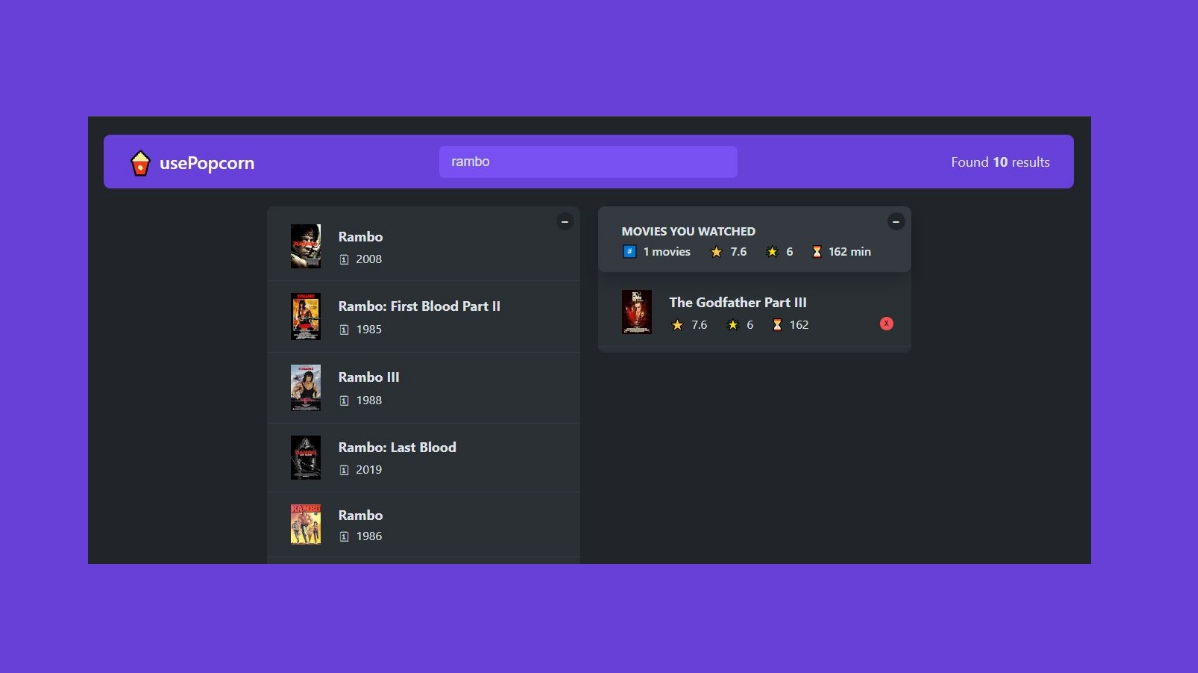 usePopcorn
rambo
Found 10 results
Rambo
2008
Rambo: First Blood Part II
1985
Rambo III
1988
Rambo: Last Blood
2019
Rambo
1986
MOVIES YOU WATCHED
1 movies 7.6 6 162 min
The Godfather Part III
7.6 6 162
X